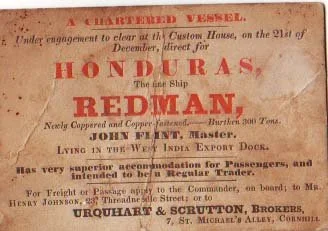 A CHARTERED VESSEL.
Under engagement to clear at the Custom House, on the 21st of
December, direct for
HONDURAS,
The fine Ship
REDMAN,
Newly Coppered and Copper-fastened.—Burthen 300 Tons.
JOHN FLINT, Master.
LYING IN THE WEST INDIA EXPORT DOCK.
Has very superior accommodation for Passengers, and
intended to be a Regular Trader.
For Freight or Passage apply to the Commander, on board; to MR.
HENRY JOHNSON, 23, Threadneedle Street; or to
URQUHART & SCRUTTON, BROKERS,
7, ST. MICHAEL'S ALLEY, CORNHILL